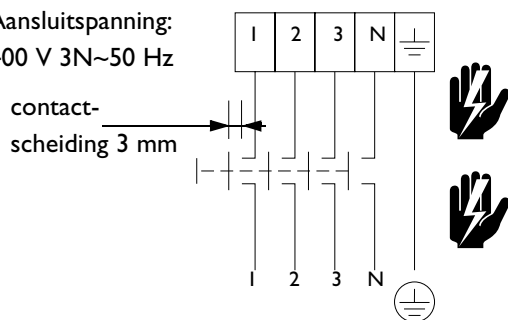 Aansluitspanning:
00 V 3N~50 Hz
1 2 3 N
contact-
scheiding 3 mm
1 2 3 N